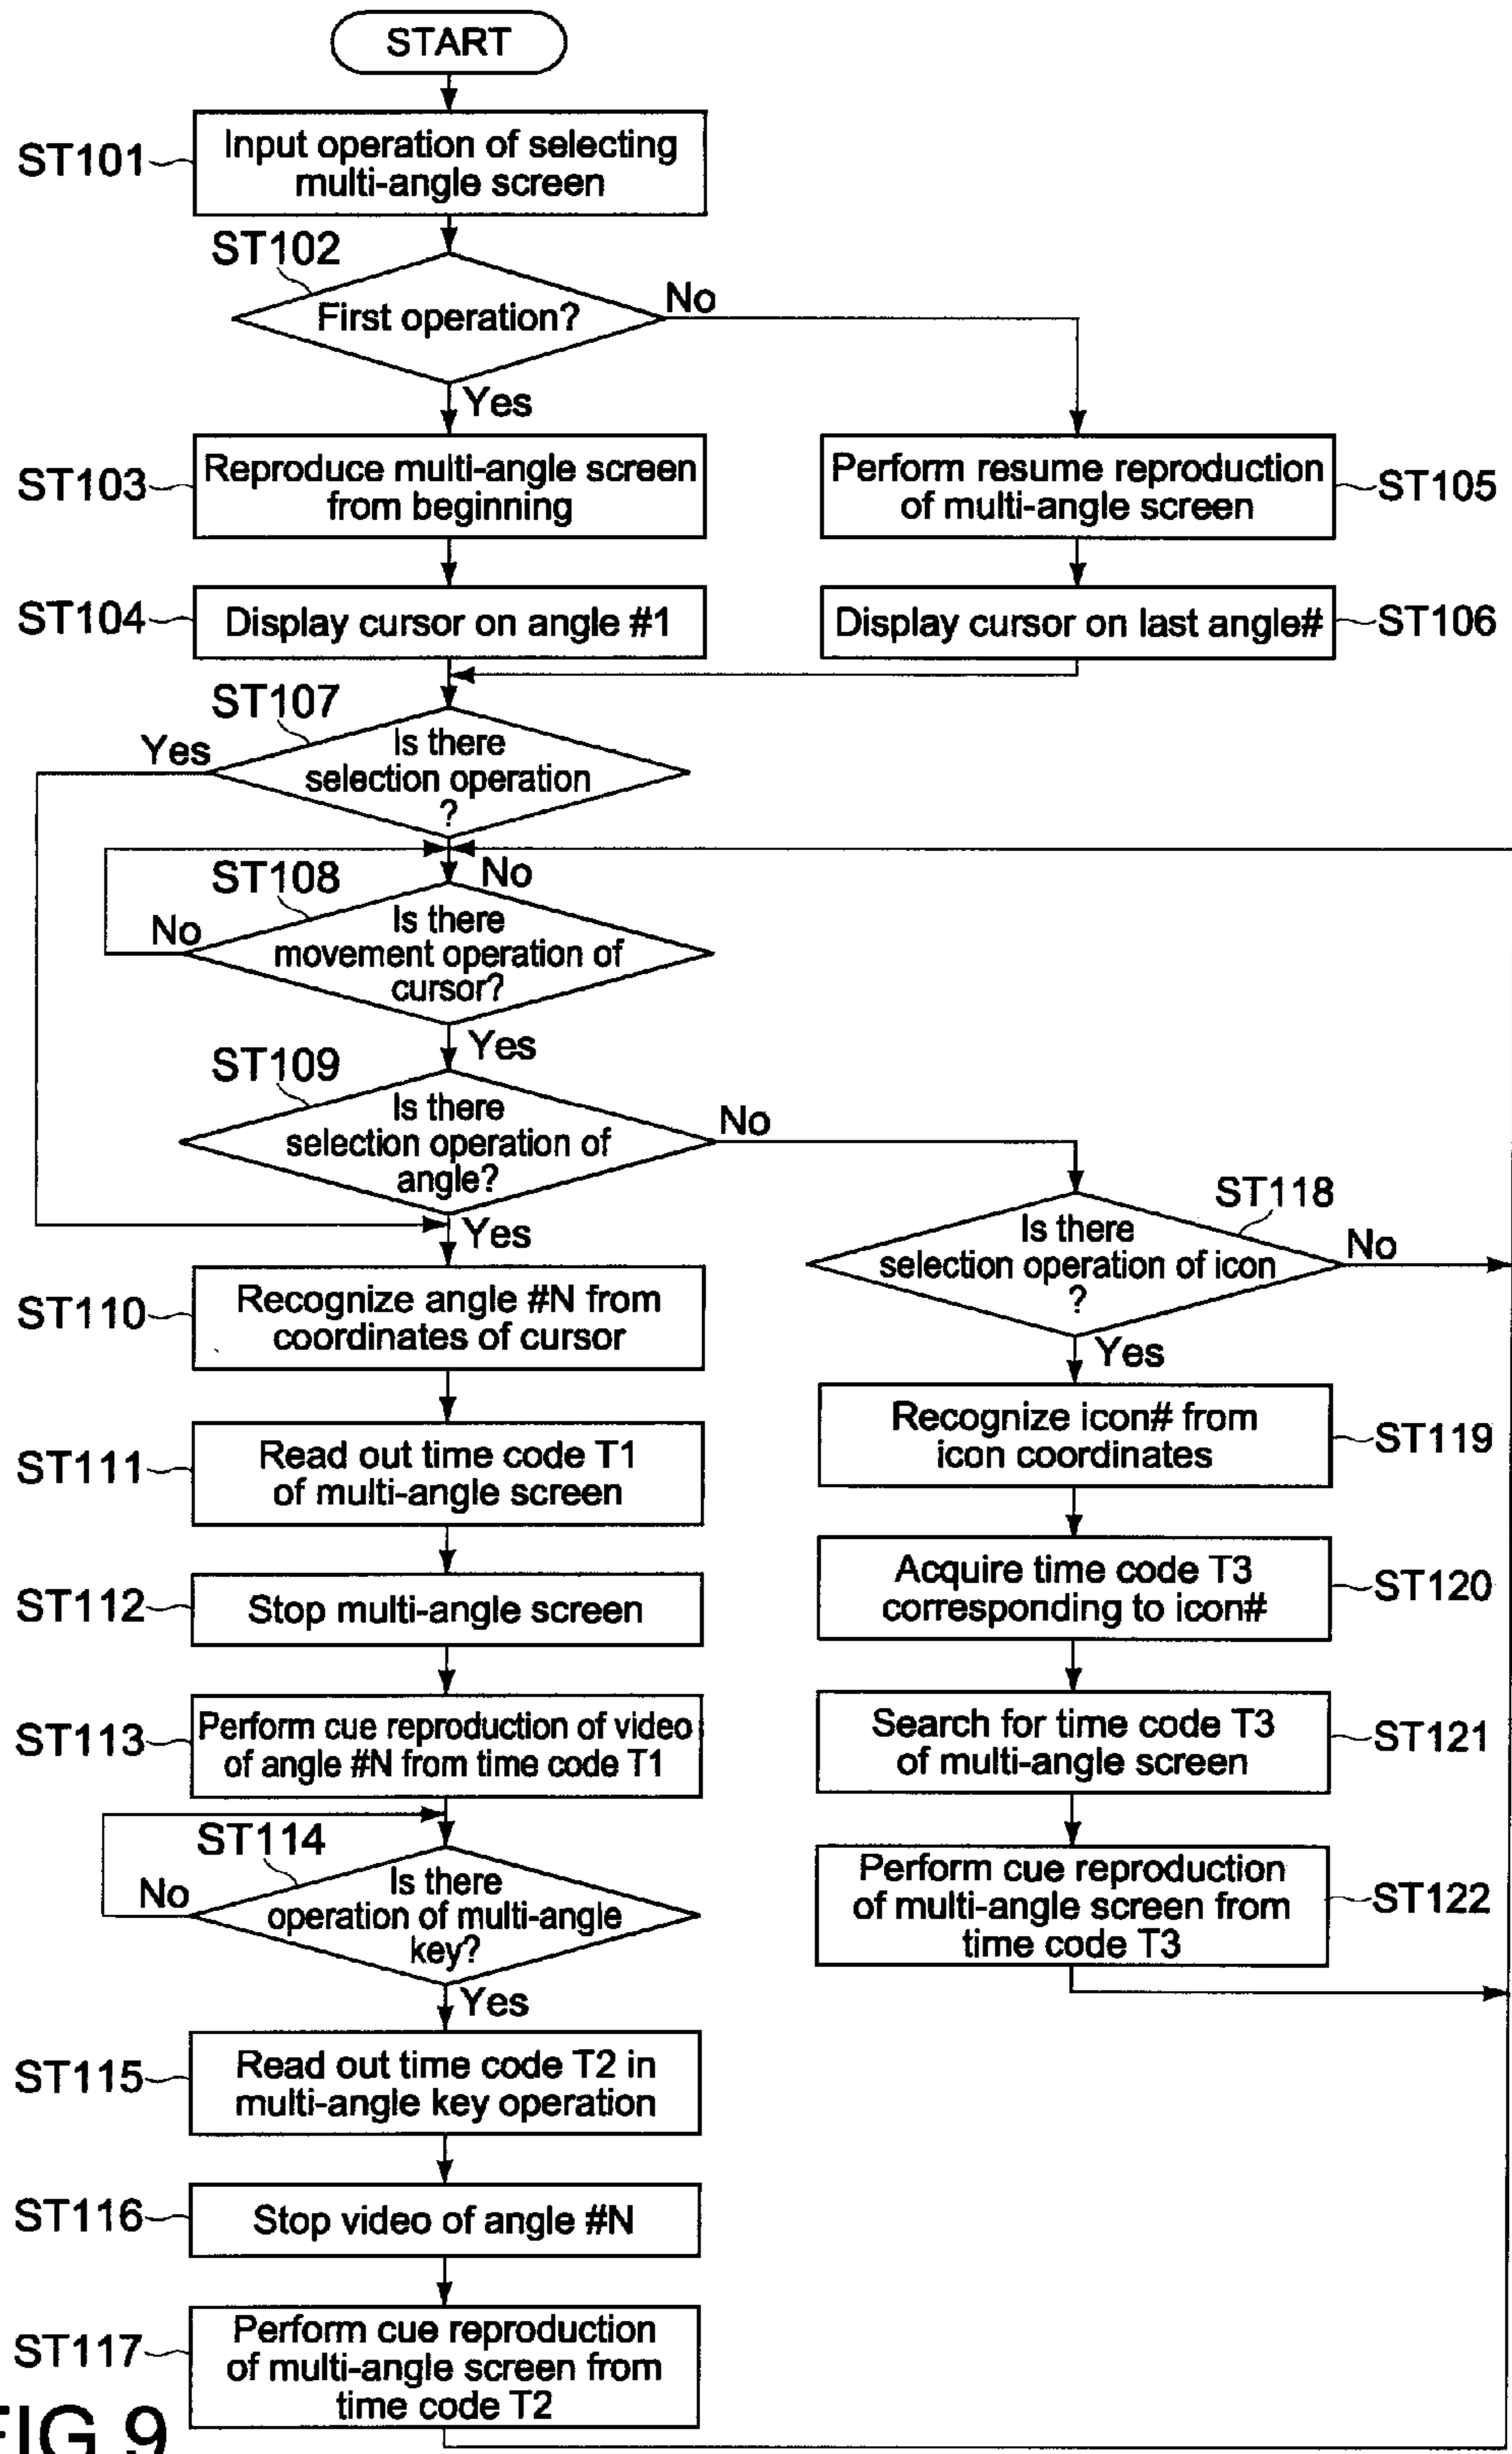 START
ST101
Input operation of selecting
multi-angle screen
ST102
First operation?
No
Yes
ST103
Reproduce multi-angle screen
from beginning
Perform resume reproduction
of multi-angle screen
ST105
ST104
Display cursor on angle #1
Display cursor on last angle#
ST106
ST107
Yes
Is there
selection operation
?
No
ST108
No
Is there
movement operation of
cursor?
Yes
ST109
Is there
selection operation of
angle?
No
Yes
ST118
Is there
selection operation of icon
?
No
Yes
ST110
Recognize angle #N from
coordinates of cursor
ST111
Read out time code T1
of multi-angle screen
Recognize icon# from
icon coordinates
ST119
ST112
Stop multi-angle screen
Acquire time code T3
corresponding to icon#
ST120
ST113
Perform cue reproduction of video
of angle #N from time code T1
Search for time code T3
of multi-angle screen
ST121
ST114
No
Is there
operation of multi-angle
key?
Yes
Perform cue reproduction
of multi-angle screen from
time code T3
ST122
ST115
Read out time code T2 in
multi-angle key operation
ST116
Stop video of angle #N
ST117
Perform cue reproduction
of multi-angle screen from
time code T2
FIG.9